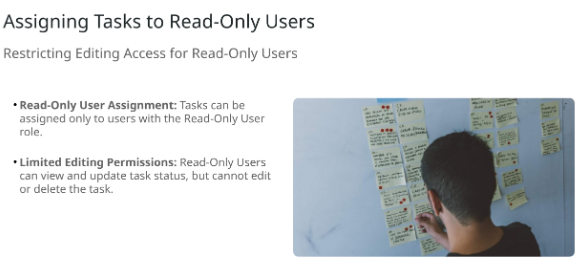 Assigning Tasks to Read-Only Users
Restricting Editing Access for Read-Only Users
• Read-Only User Assignment: Tasks can be
assigned only to users with the Read-Only User
role.
• Limited Editing Permissions: Read-Only Users
can view and update task status, but cannot edit
or delete the task.